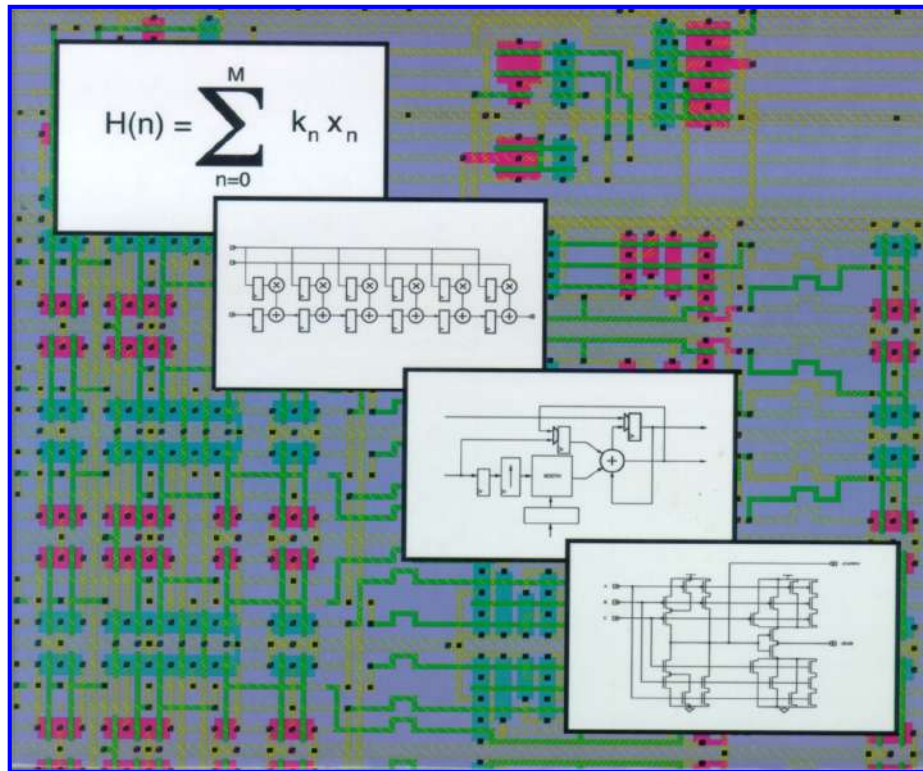 M
H(n) = ∑ kₙ xₙ
n=0
A
B
C